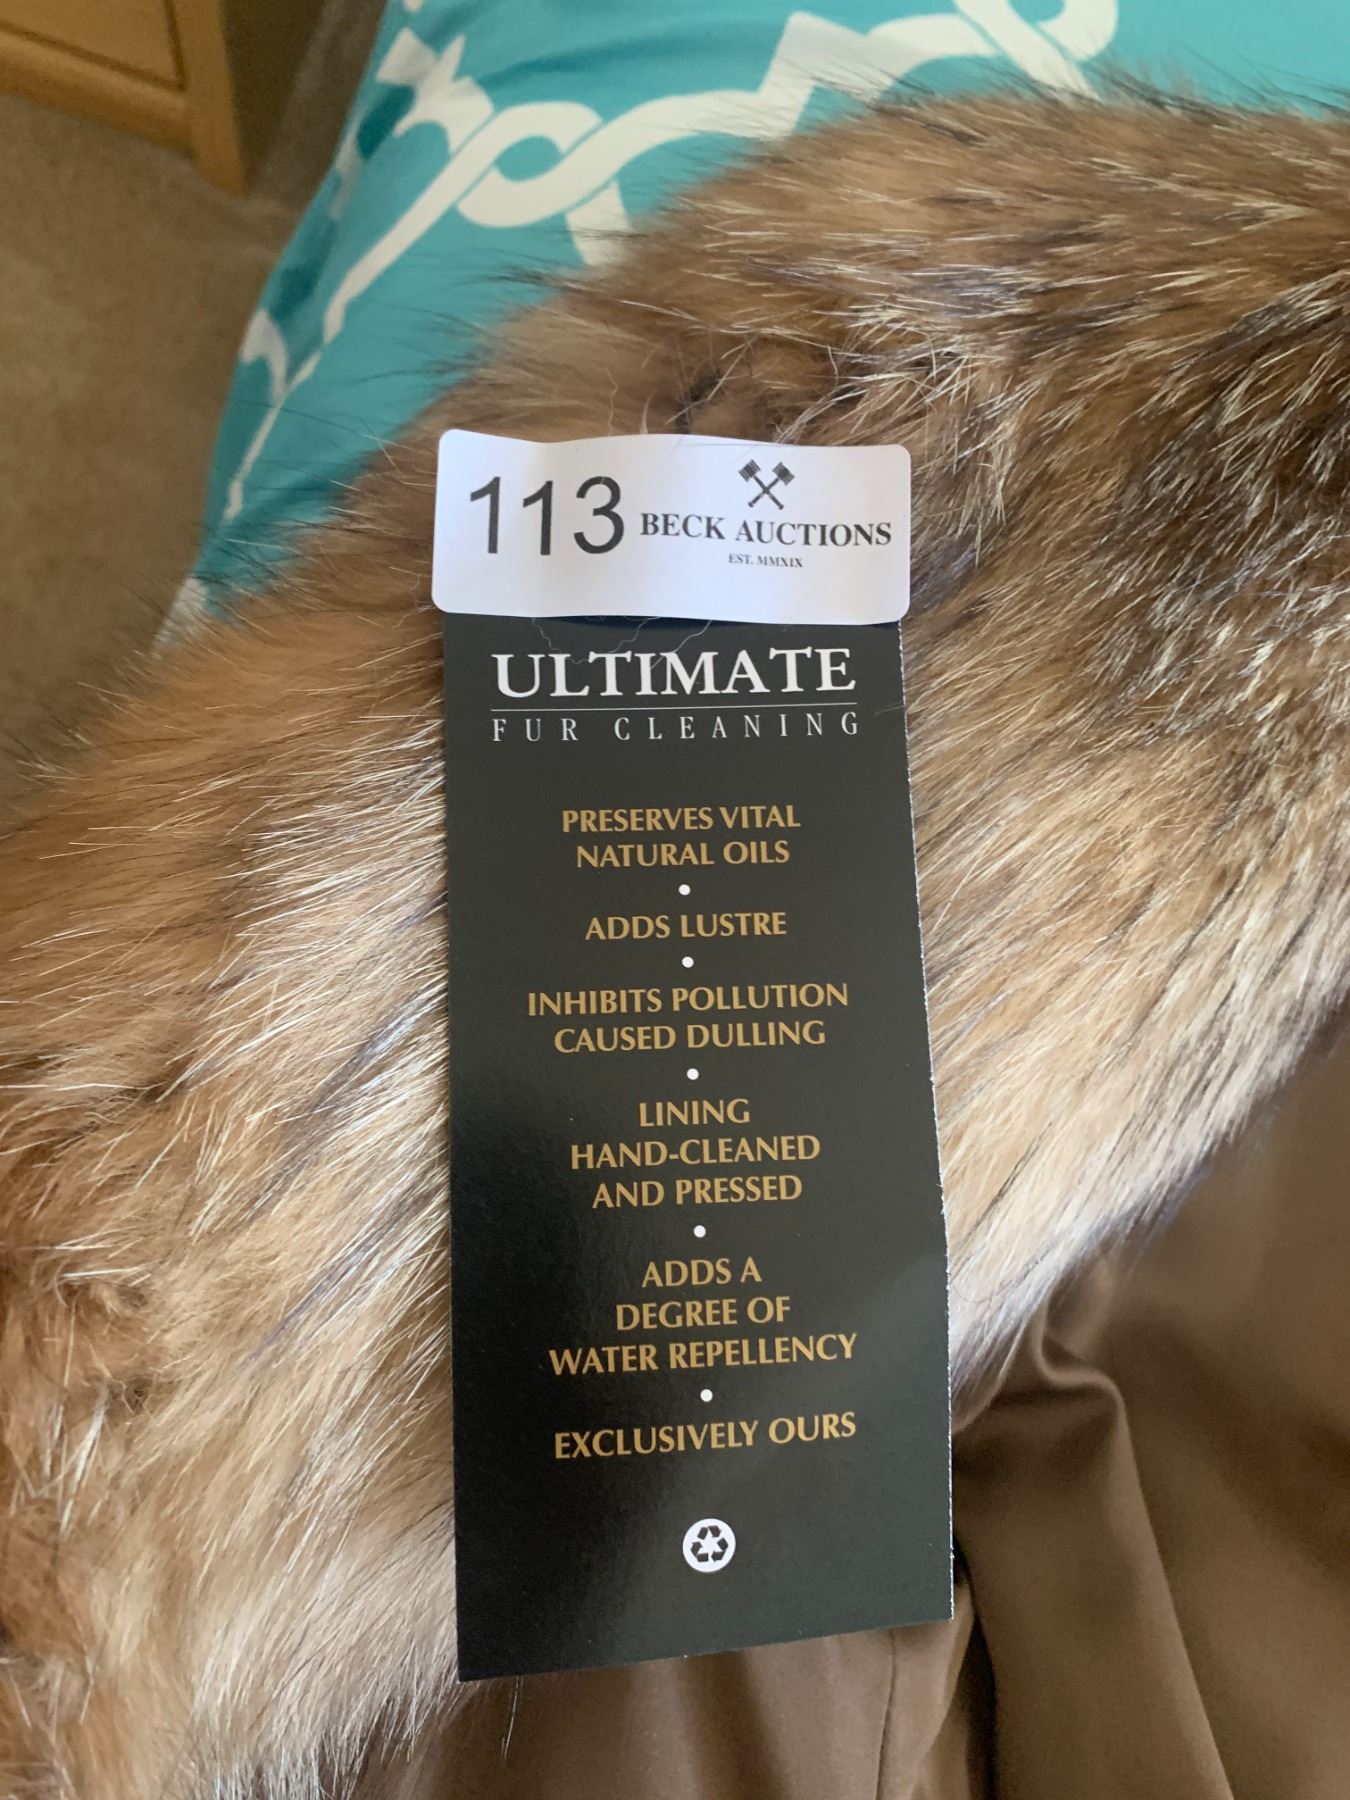 113 BECK AUCTIONS
EST. MMXIX
ULTIMATE
FUR CLEANING
PRESERVES VITAL
NATURAL OILS
•
ADDS LUSTRE
•
INHIBITS POLLUTION
CAUSED DULLING
•
LINING
HAND-CLEANED
AND PRESSED
•
ADDS A
DEGREE OF
WATER REPELLENCY
•
EXCLUSIVELY OURS